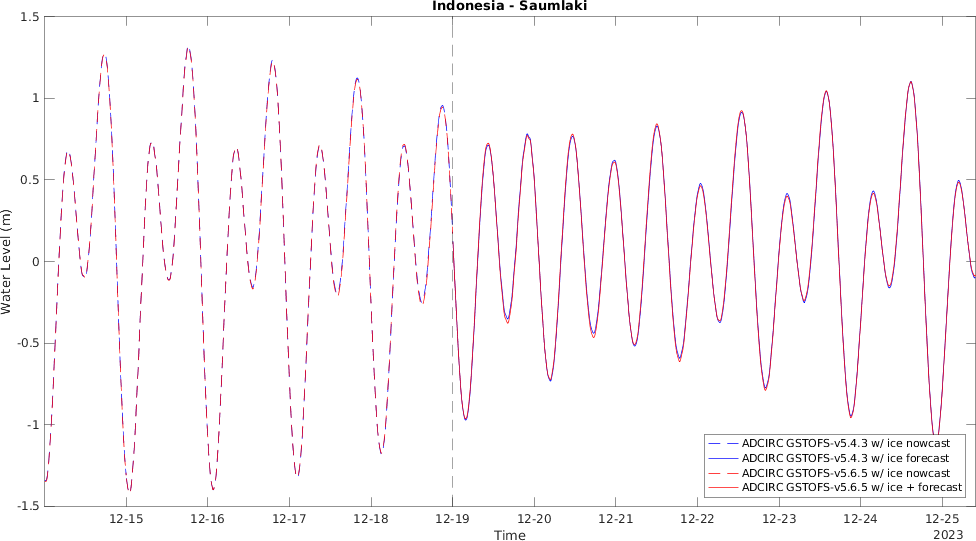 Indonesia - Saumlaki
1.5
1
0.5
0
-0.5
-1
-1.5
Water Level (m)
ADCIRC GSTOFS-v5.4.3 w/ ice nowcast
ADCIRC GSTOFS-v5.4.3 w/ ice forecast
ADCIRC GSTOFS-v5.6.5 w/ ice nowcast
ADCIRC GSTOFS-v5.6.5 w/ ice + forecast
12-15 12-16 12-17 12-18 12-19 12-20 12-21 12-22 12-23 12-24 12-25
Time
2023